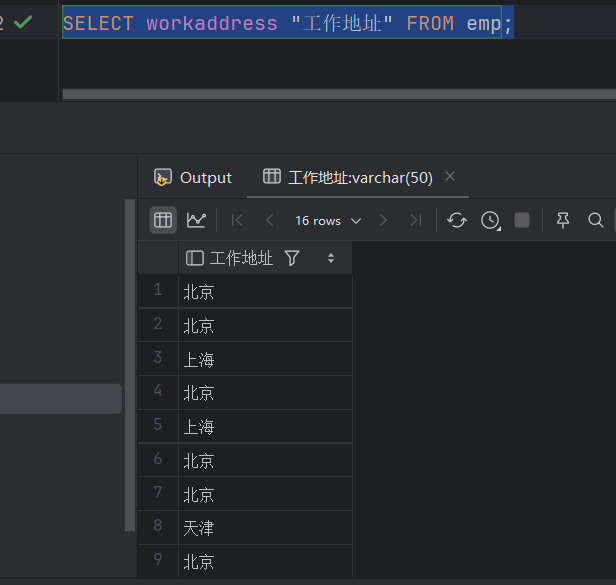 2 SELECT workaddress "工作地址" FROM emp;
Output 工作地址:varchar(50)
16 rows
工作地址
1 北京
2 北京
3 上海
4 北京
5 上海
6 北京
7 北京
8 天津
9 北京